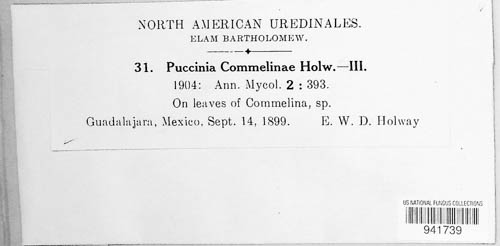 NORTH AMERICAN UREDINALES.
ELAM BARTHOLOMEW.
31. Puccinia Commelinae Holw.—III.
1904: Ann. Mycol. 2 : 393.
On leaves of Commelina, sp.
Guadalajara, Mexico, Sept. 14, 1899. E. W. D. Holway
US NATIONAL FUNGUS COLLECTIONS
941739